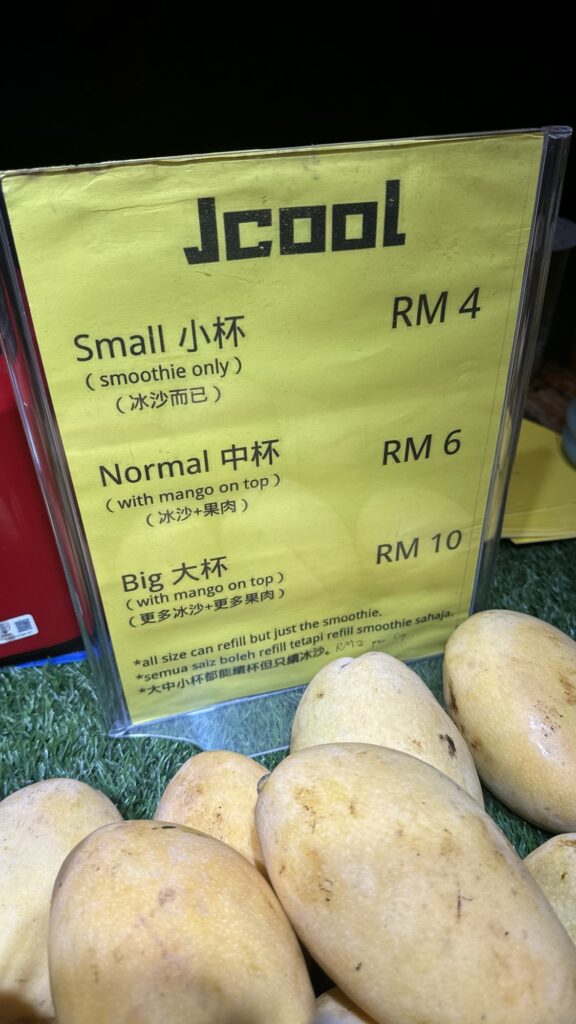 Jcool
Small 小杯 RM 4
( smoothie only )
( 冰沙而已 )
Normal 中杯 RM 6
( with mango on top )
( 冰沙+果肉 )
Big 大杯 RM 10
( with mango on top )
( 更多冰沙+更多果肉 )
*all size can refill but just the smoothie.
*semua saiz boleh refill tetapi refill smoothie sahaja.
*大中小杯都能續杯但只續冰沙. RM2 per cup